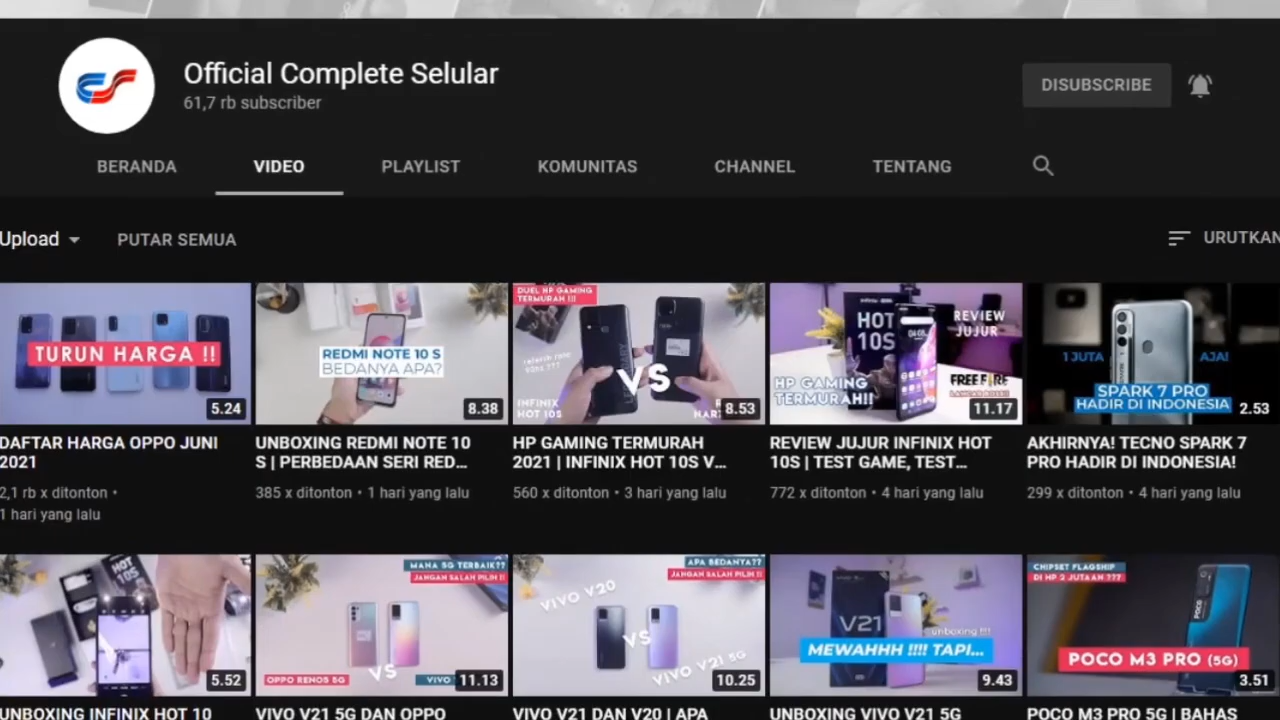 Official Complete Selular
61,7 rb subscriber
DISUBSCRIBE
BERANDA
VIDEO
PLAYLIST
KOMUNITAS
CHANNEL
TENTANG
Upload
PUTAR SEMUA
URUTKAN
TURUN HARGA !!
5.24
REDMI NOTE 10 S
BEDANYA APA?
8.38
DUEL HP GAMING
TERMURAH !!!
VS
INFINIX
HOT 10S
8.53
HOT
10S
REVIEW
JUJUR
HP GAMING
TERMURAH!!
FREE FIRE
11.17
1 JUTA
AJA!
SPARK 7 PRO
HADIR DI INDONESIA
2.53
DAFTAR HARGA OPPO JUNI
2021
2,1 rb x ditonton •
1 hari yang lalu
UNBOXING REDMI NOTE 10
S | PERBEDAAN SERI RED...
385 x ditonton • 1 hari yang lalu
HP GAMING TERMURAH
2021 | INFINIX HOT 10S V...
560 x ditonton • 3 hari yang lalu
REVIEW JUJUR INFINIX HOT
10S | TEST GAME, TEST...
772 x ditonton • 4 hari yang lalu
AKHIRNYA! TECNO SPARK 7
PRO HADIR DI INDONESIA!
299 x ditonton • 4 hari yang lalu
HOT
10S
5.52
MANA 5G TERBAIK??
JANGAN SALAH PILIH !!
VS
OPPO RENO5 5G
VIVO
11.13
APA BEDANYA??
JANGAN SALAH PILIH !!
VIVO V20
VS
VIVO V21 5G
10.25
V21
unboxing !!!!
MEWAHHH !!!! TAPI...
9.43
CHIPSET FLAGSHIP
DI HP 2 JUTAAN ???
POCO
POCO M3 PRO (5G)
3.51
UNBOXING INFINIX HOT 10
VIVO V21 5G DAN OPPO
VIVO V21 DAN V20 | APA
UNBOXING VIVO V21 5G
POCO M3 PRO 5G | BAHAS